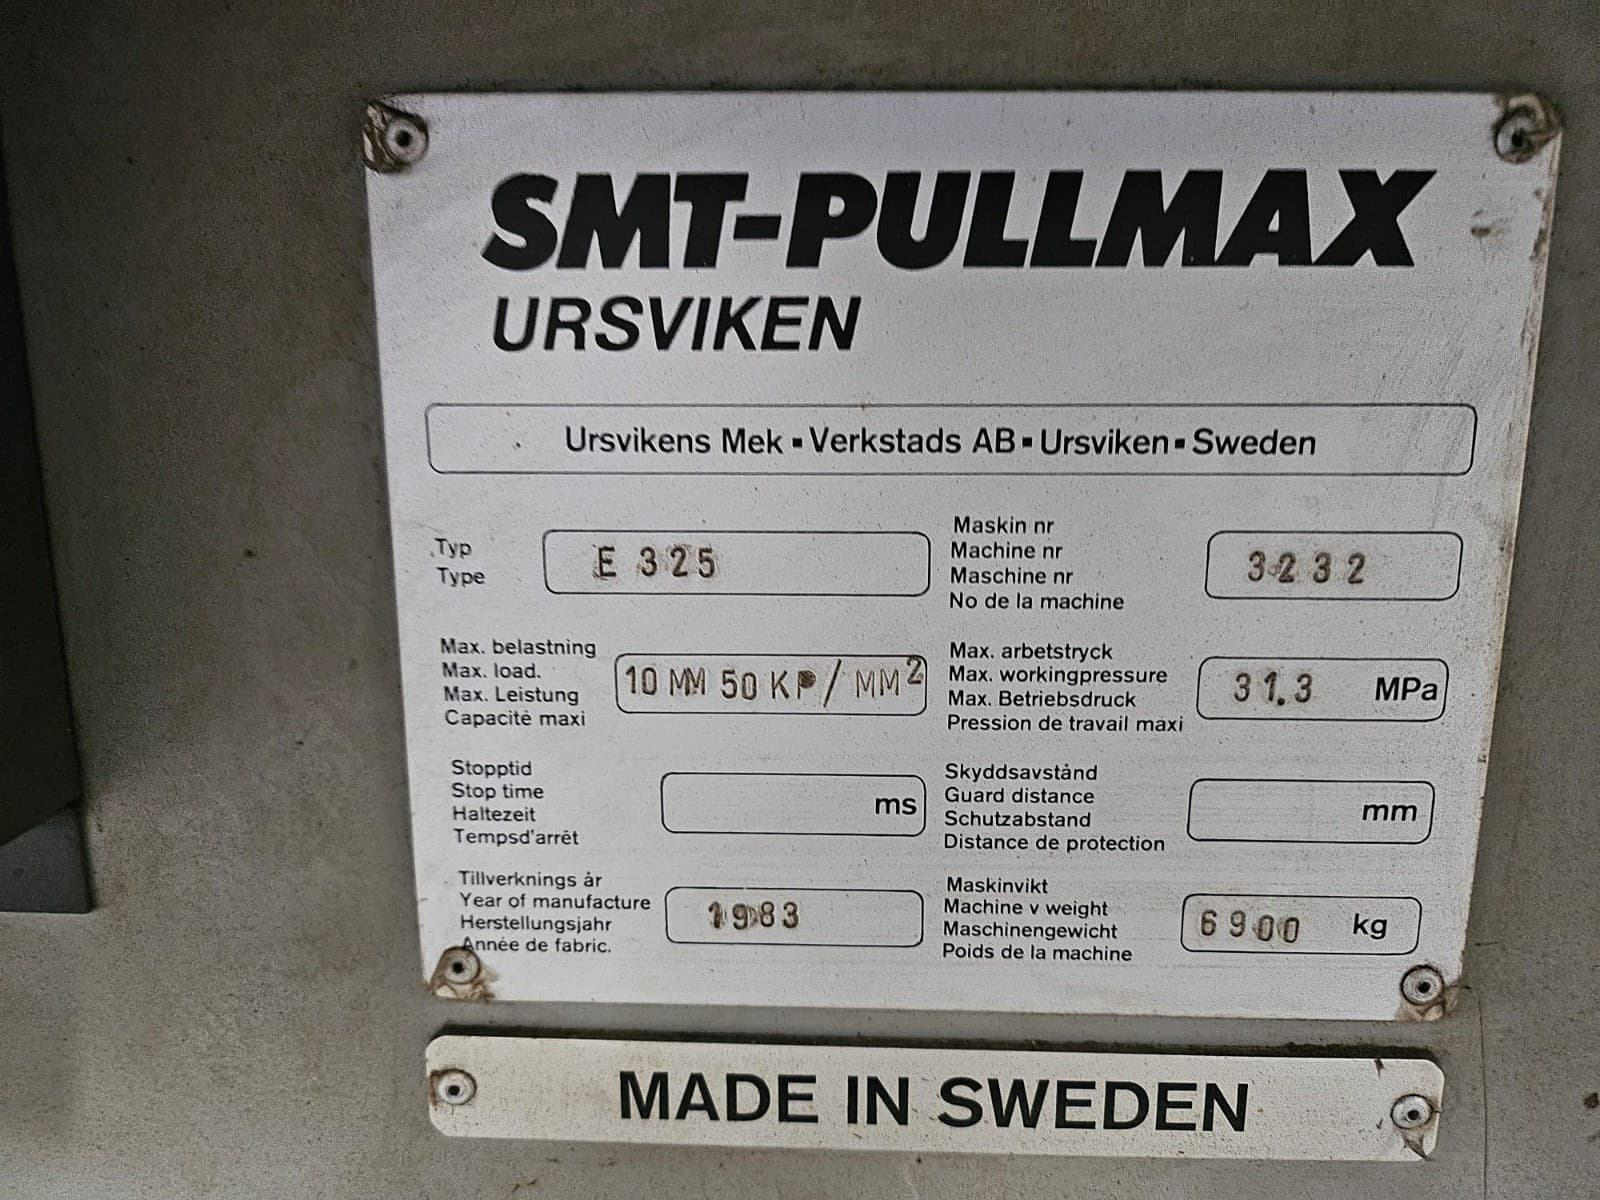 SMT-PULLMAX
URSVIKEN
Ursvikens Mek ▪ Verkstads AB ▪ Ursviken ▪ Sweden
Typ
Type
E 325
Maskin nr
Machine nr
Maschine nr
No de la machine
3232
Max. belastning
Max. load.
Max. Leistung
Capacité maxi
10 MM 50 KP/MM²
Max. arbetstryck
Max. workingpressure
Max. Betriebsdruck
Pression de travail maxi
31.3 MPa
Stopptid
Stop time
Haltezeit
Tempsd'arrêt
ms
Skyddsavstånd
Guard distance
Schutzabstand
Distance de protection
mm
Tillverknings år
Year of manufacture
Herstellungsjahr
Année de fabric.
1983
Maskinvikt
Machine v weight
Maschinengewicht
Poids de la machine
6900 kg
MADE IN SWEDEN